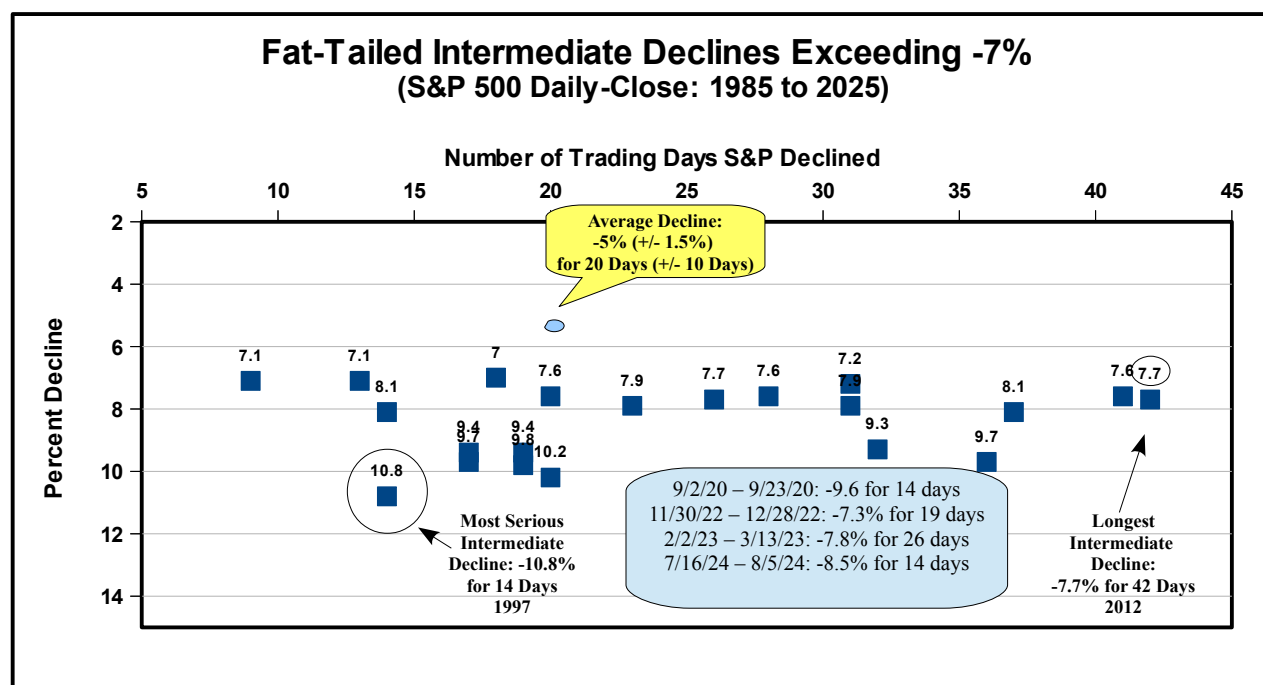 Fat-Tailed Intermediate Declines Exceeding -7%
(S&P 500 Daily-Close: 1985 to 2025)
Number of Trading Days S&P Declined
5 10 15 20 25 30 35 40 45
Average Decline:
-5% (+/- 1.5%)
for 20 Days (+/- 10 Days)
Percent Decline
2
4
6
8
10
12
14
7.1 7.1 7 7.6 7.9 7.7 7.6 7.2 7.6 7.7
8.1 7.9 8.1
9.4 9.4 9.3
9.7 9.8 10.2 9.7
10.8
Most Serious
Intermediate
Decline: -10.8%
for 14 Days
1997
9/2/20 – 9/23/20: -9.6 for 14 days
11/30/22 – 12/28/22: -7.3% for 19 days
2/2/23 – 3/13/23: -7.8% for 26 days
7/16/24 – 8/5/24: -8.5% for 14 days
Longest
Intermediate
Decline:
-7.7% for 42 Days
2012